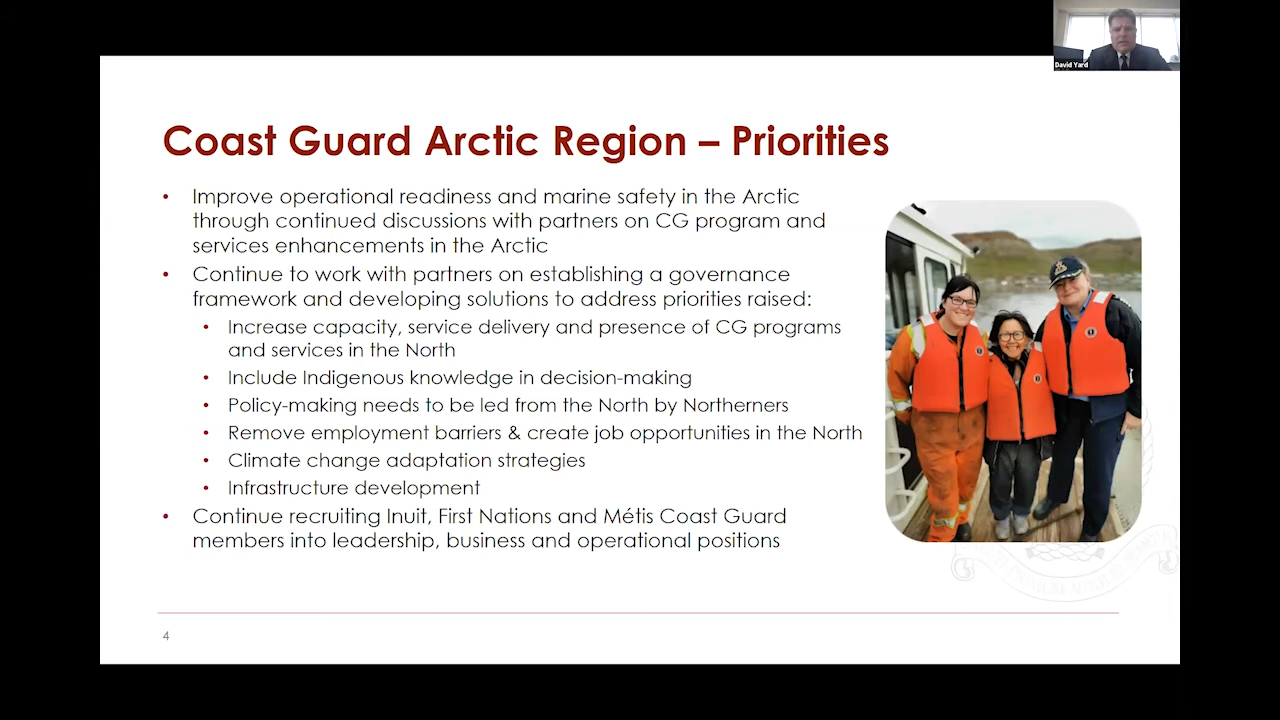 David Yard
Coast Guard Arctic Region – Priorities
• Improve operational readiness and marine safety in the Arctic
through continued discussions with partners on CG program and
services enhancements in the Arctic
• Continue to work with partners on establishing a governance
framework and developing solutions to address priorities raised:
• Increase capacity, service delivery and presence of CG programs
and services in the North
• Include Indigenous knowledge in decision-making
• Policy-making needs to be led from the North by Northerners
• Remove employment barriers & create job opportunities in the North
• Climate change adaptation strategies
• Infrastructure development
• Continue recruiting Inuit, First Nations and Métis Coast Guard
members into leadership, business and operational positions
4